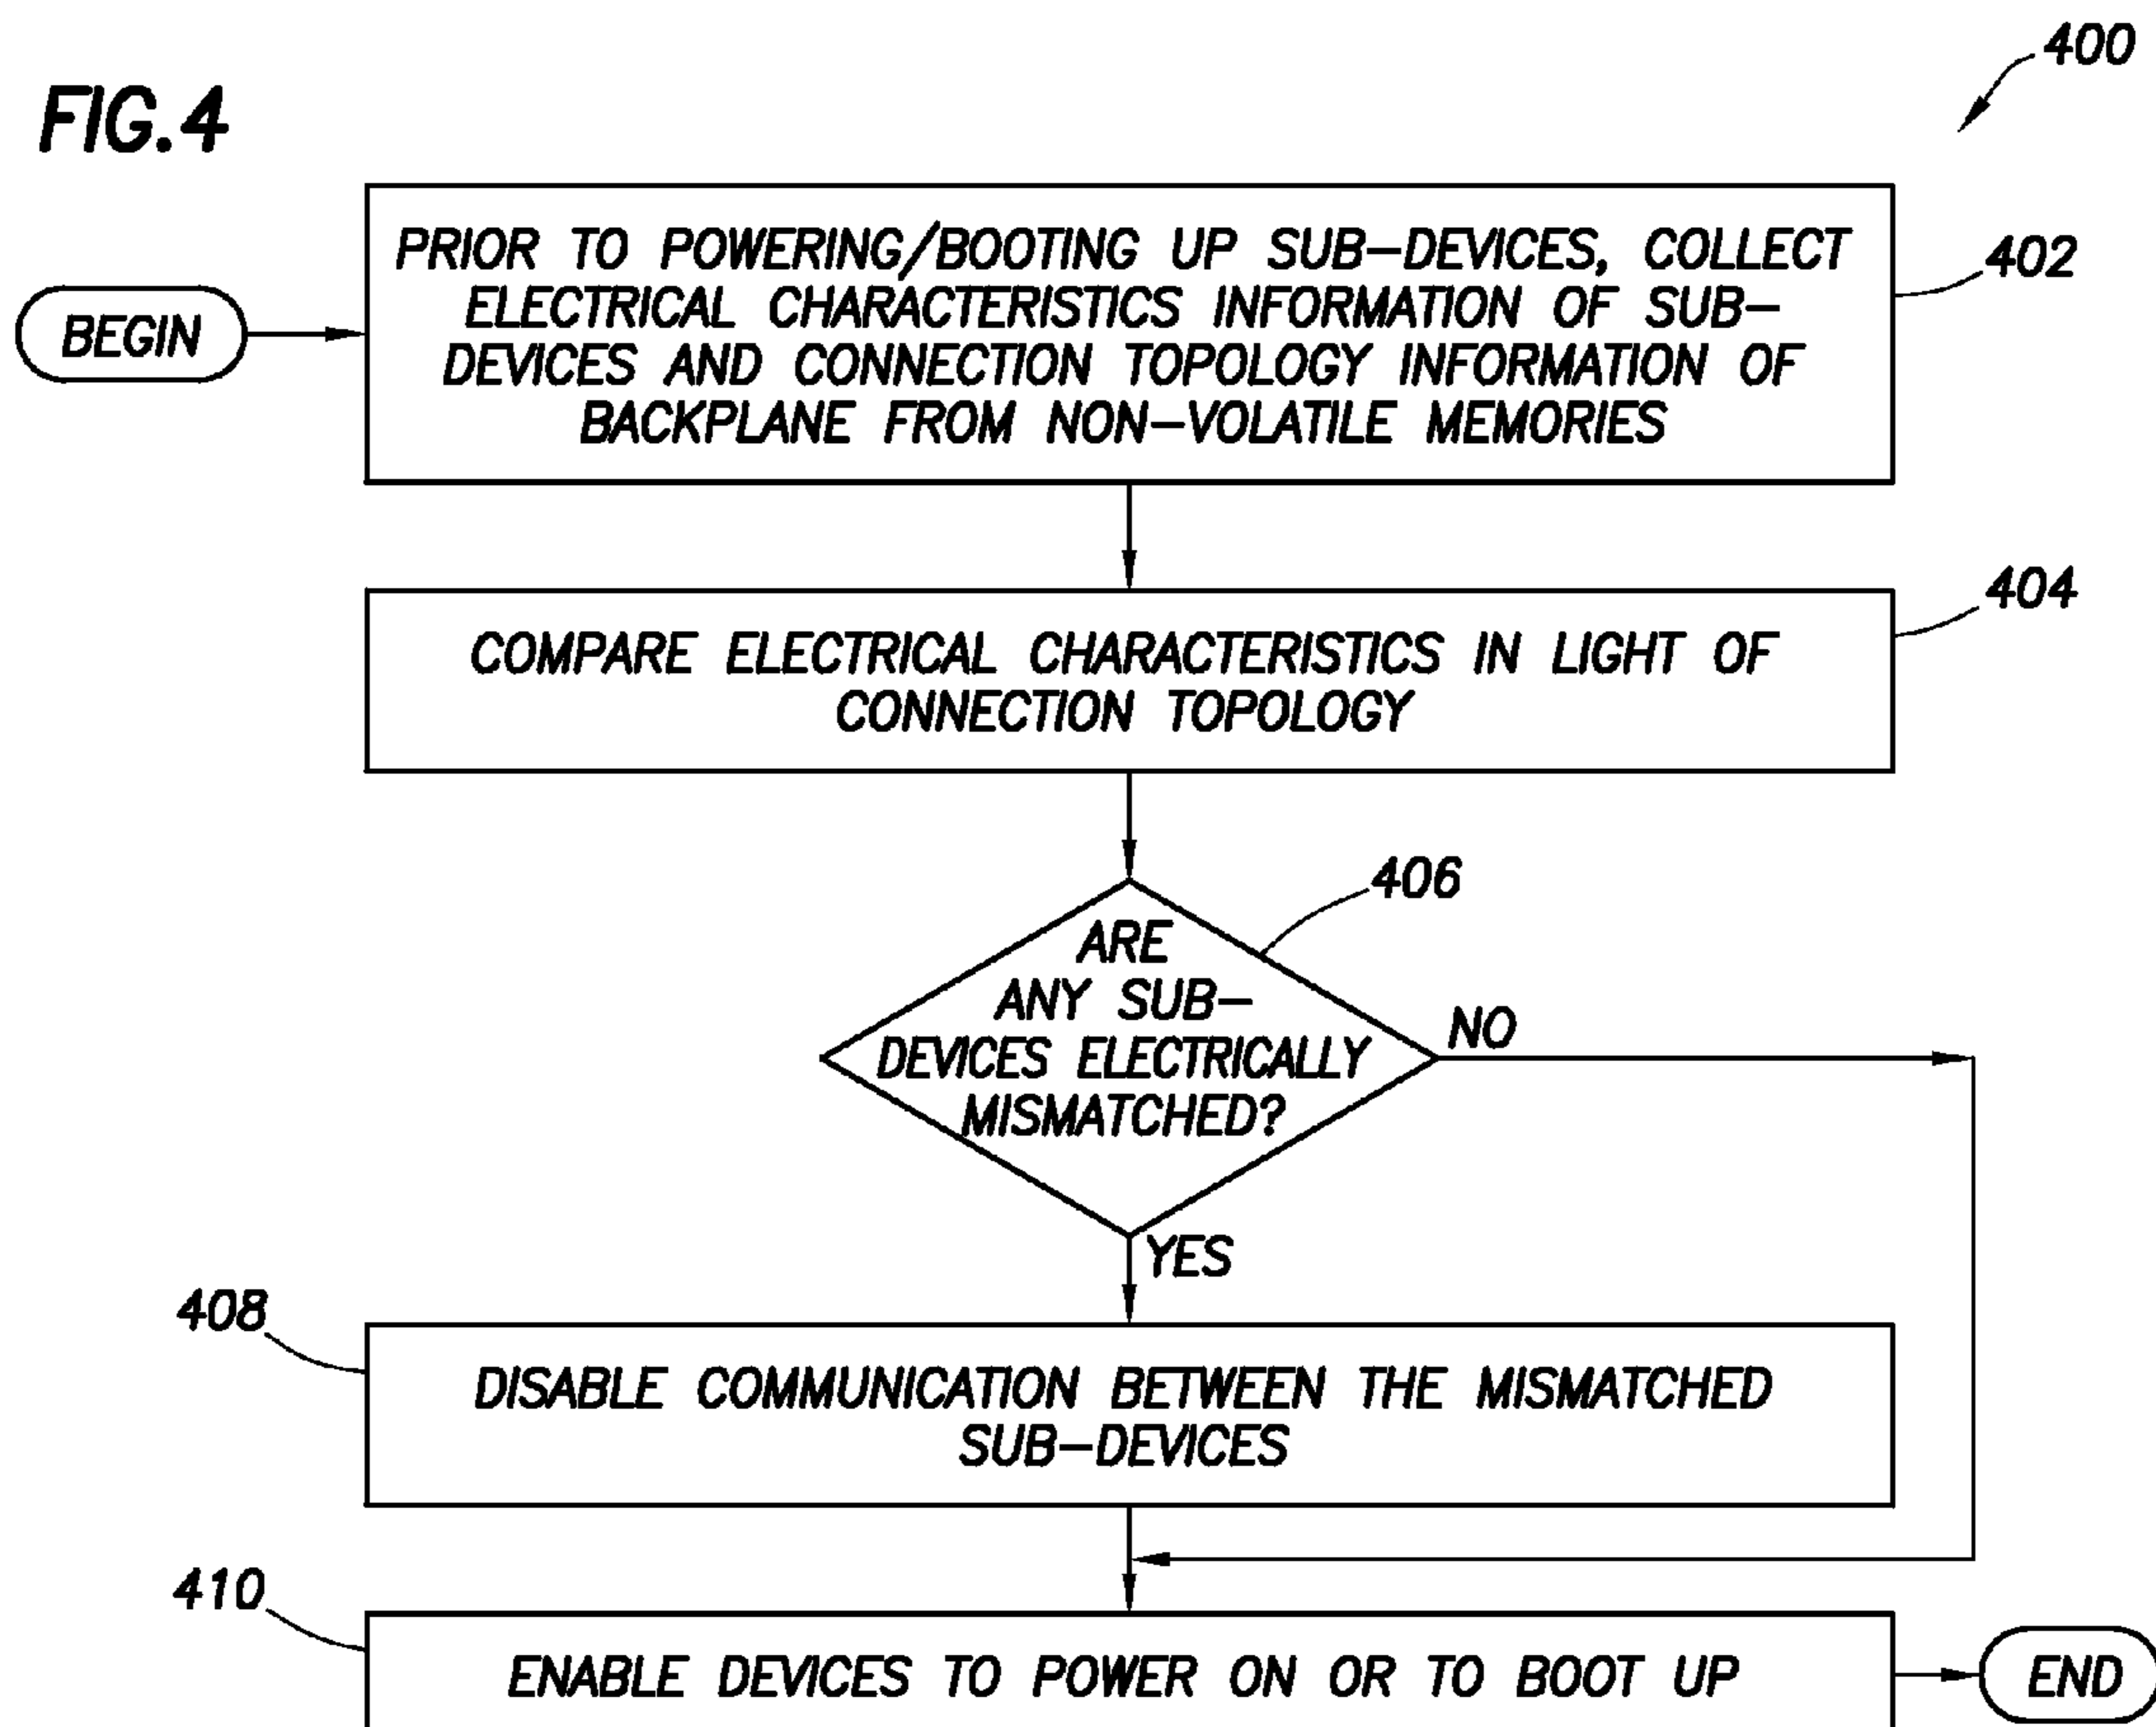 FIG.4
400
BEGIN
PRIOR TO POWERING/BOOTING UP SUB-DEVICES, COLLECT
ELECTRICAL CHARACTERISTICS INFORMATION OF SUB-
DEVICES AND CONNECTION TOPOLOGY INFORMATION OF
BACKPLANE FROM NON-VOLATILE MEMORIES
402
COMPARE ELECTRICAL CHARACTERISTICS IN LIGHT OF
CONNECTION TOPOLOGY
404
ARE
ANY SUB-
DEVICES ELECTRICALLY
MISMATCHED?
406
NO
YES
408
DISABLE COMMUNICATION BETWEEN THE MISMATCHED
SUB-DEVICES
410
ENABLE DEVICES TO POWER ON OR TO BOOT UP
END